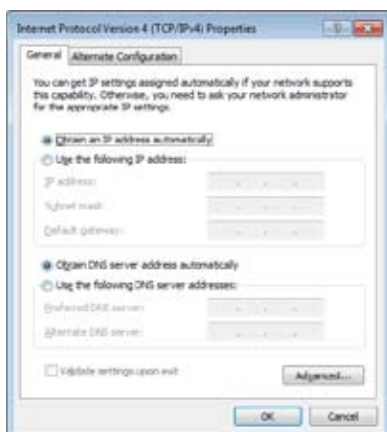 Internet Protocol Version 4 (TCP/IPv4) Properties
General
Alternate Configuration
You can get IP settings assigned automatically if your network supports
this capability. Otherwise, you need to ask your network administrator
for the appropriate IP settings.
Obtain an IP address automatically
Use the following IP address:
IP address:
Subnet mask:
Default gateway:
Obtain DNS server address automatically
Use the following DNS server addresses:
Preferred DNS server:
Alternate DNS server:
Validate settings upon exit
Advanced...
OK
Cancel